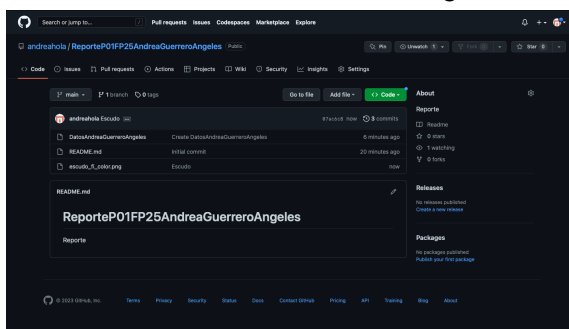 Search or jump to... / Pull requests Issues Codespaces Marketplace Explore
andreahola / ReporteP01FP25AndreaGuerreroAngeles Public
Pin Unwatch 1 Fork 0 Star 0
Code Issues Pull requests Actions Projects Wiki Security Insights Settings
main 1 branch 0 tags Go to file Add file Code
andreahola Escudo now 3 commits
DatosAndreaGuerreroAngeles Create DatosAndreaGuerreroAngeles 6 minutes ago
README.md Initial commit 20 minutes ago
escudo_fi_color.png Escudo now
README.md
ReporteP01FP25AndreaGuerreroAngeles
Reporte
About
Reporte
Readme
0 stars
1 watching
0 forks
Releases
No releases published
Create a new release
Packages
No packages published
Publish your first package
© 2023 GitHub, Inc. Terms Privacy Security Status Docs Contact GitHub Pricing API Training Blog About